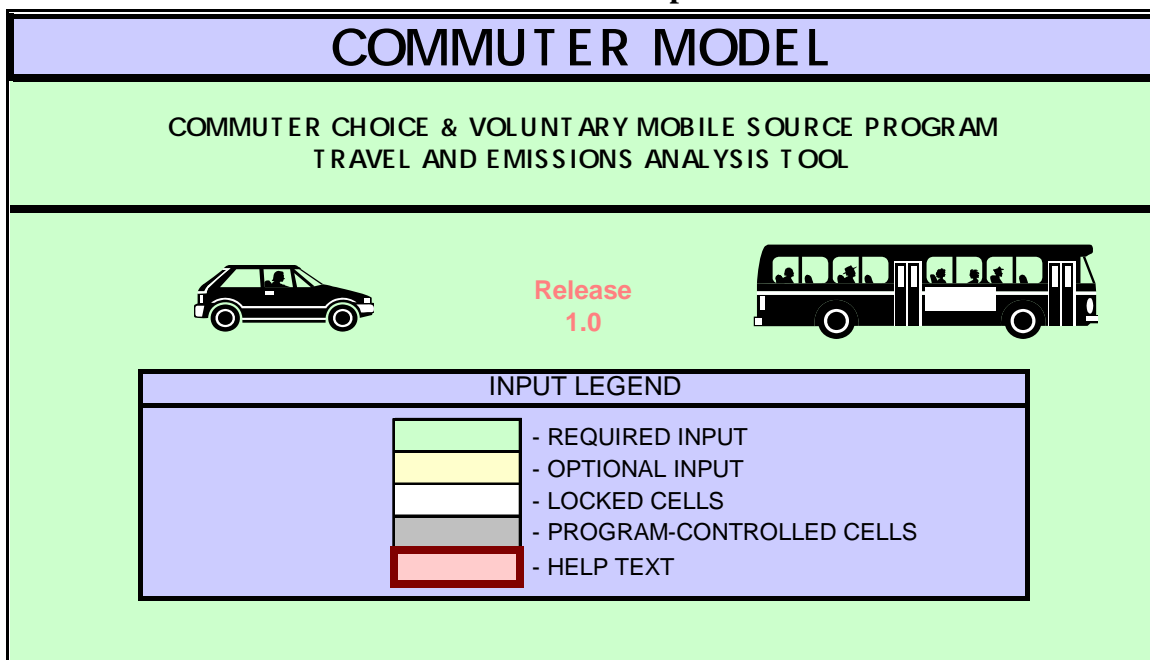 COMMUTER MODEL
COMMUTER CHOICE & VOLUNTARY MOBILE SOURCE PROGRAM
TRAVEL AND EMISSIONS ANALYSIS TOOL
Release
1.0
INPUT LEGEND
- REQUIRED INPUT
- OPTIONAL INPUT
- LOCKED CELLS
- PROGRAM-CONTROLLED CELLS
- HELP TEXT